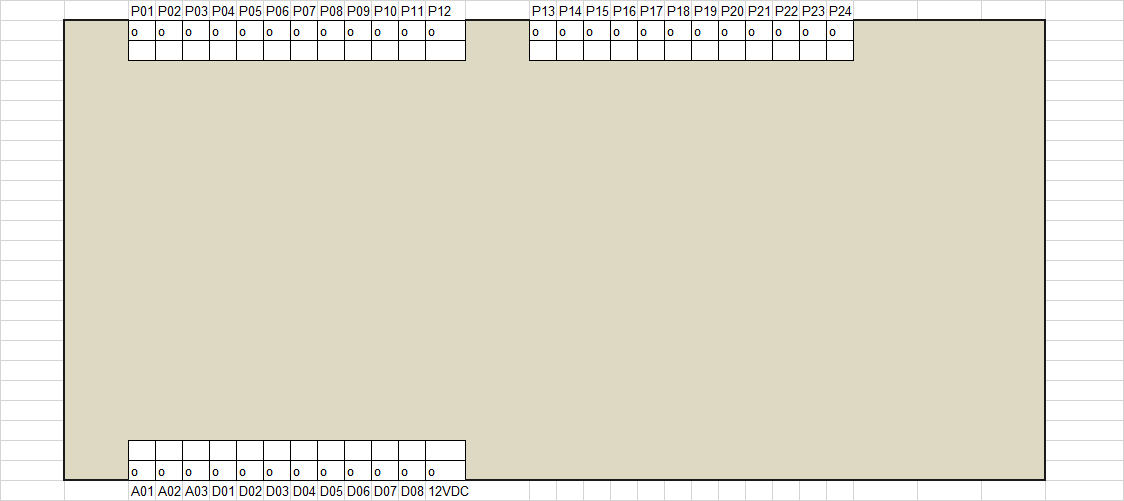 P01 P02 P03 P04 P05 P06 P07 P08 P09 P10 P11 P12 P13 P14 P15 P16 P17 P18 P19 P20 P21 P22 P23 P24
o o o o o o o o o o o o o o o o o o o o o o o o
o o o o o o o o o o o o
A01 A02 A03 D01 D02 D03 D04 D05 D06 D07 D08 12VDC